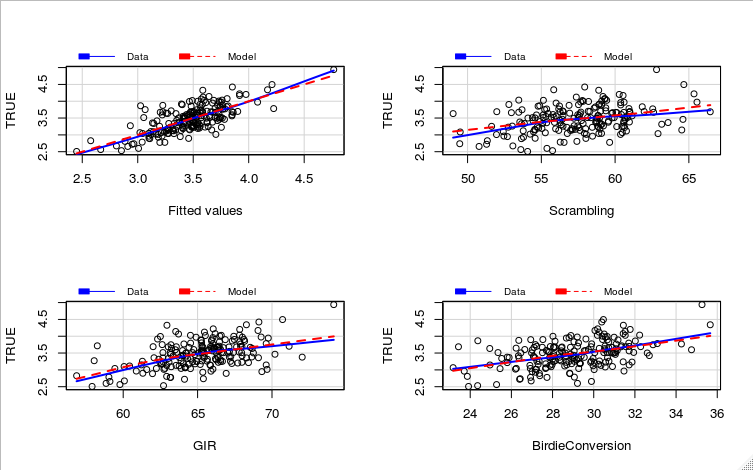 Data Model
TRUE
2.5 3.5 4.5
2.5 3.0 3.5 4.0 4.5
Fitted values
Data Model
TRUE
2.5 3.5 4.5
50 55 60 65
Scrambling
Data Model
TRUE
2.5 3.5 4.5
60 65 70
GIR
Data Model
TRUE
2.5 3.5 4.5
24 26 28 30 32 34 36
BirdieConversion